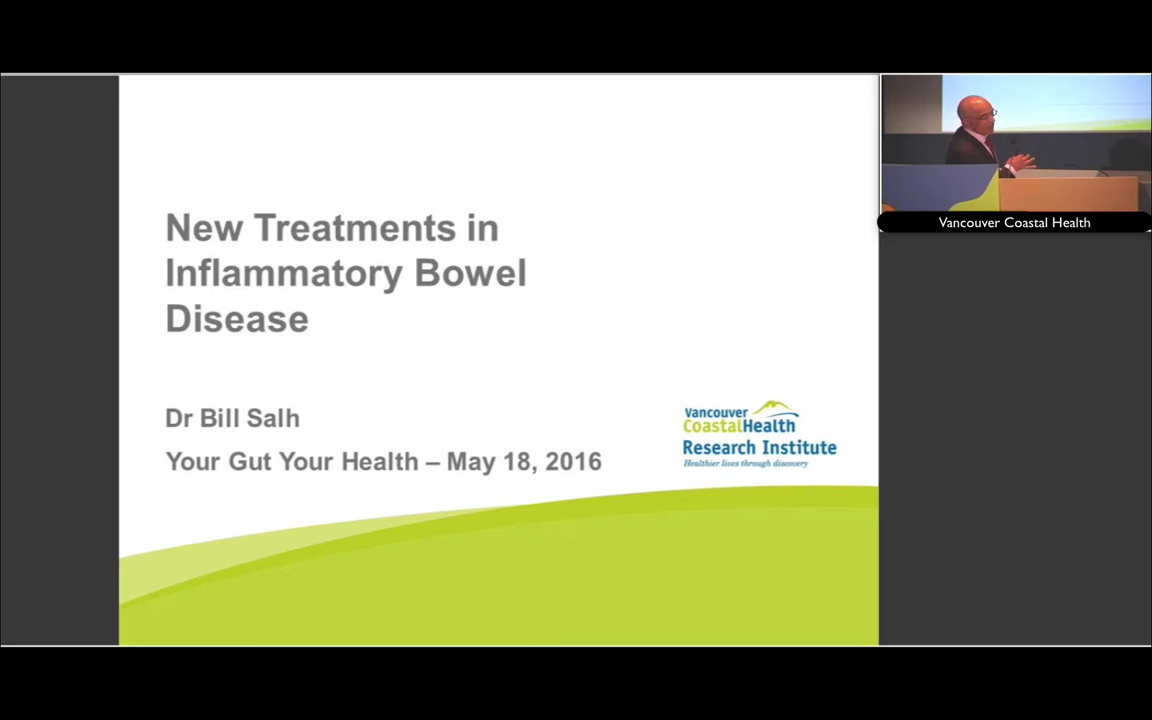 New Treatments in
Inflammatory Bowel
Disease
Dr Bill Salh
Your Gut Your Health – May 18, 2016
Vancouver
CoastalHealth
Research Institute
Healthier lives through discovery
Vancouver Coastal Health